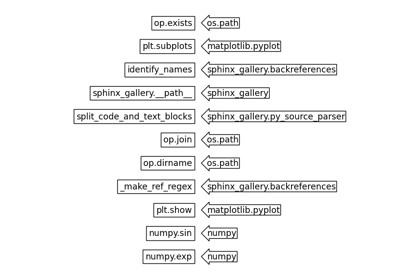 op.exists os.path
plt.subplots matplotlib.pyplot
identify_names sphinx_gallery.backreferences
sphinx_gallery.__path__ sphinx_gallery
split_code_and_text_blocks sphinx_gallery.py_source_parser
op.join os.path
op.dirname os.path
_make_ref_regex sphinx_gallery.backreferences
plt.show matplotlib.pyplot
numpy.sin numpy
numpy.exp numpy